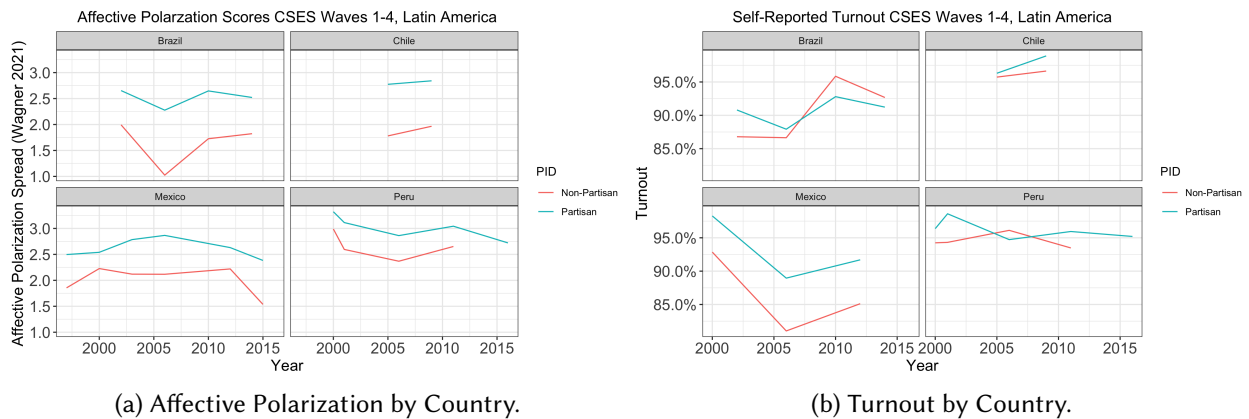 Affective Polarzation Scores CSES Waves 1-4, Latin America
Brazil
Chile
Mexico
Peru
Affective Polarization Spread (Wagner 2021)
3.0
2.5
2.0
1.5
1.0
3.0
2.5
2.0
1.5
1.0
2000
2005
2010
2015
2000
2005
2010
2015
Year
PID
Non-Partisan
Partisan
(a) Affective Polarization by Country.
Self-Reported Turnout CSES Waves 1-4, Latin America
Brazil
Chile
Mexico
Peru
Turnout
95.0%
90.0%
85.0%
95.0%
90.0%
85.0%
2000
2005
2010
2015
2000
2005
2010
2015
Year
PID
Non-Partisan
Partisan
(b) Turnout by Country.